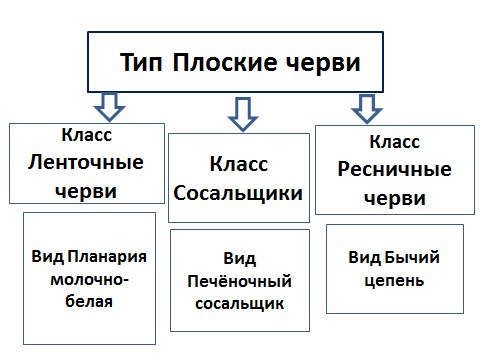 Тип Плоские черви
Класс
Ленточные
черви
Класс
Сосальщики
Класс
Ресничные
черви
Вид Планария
молочно-
белая
Вид
Печёночный
сосальщик
Вид Бычий
цепень